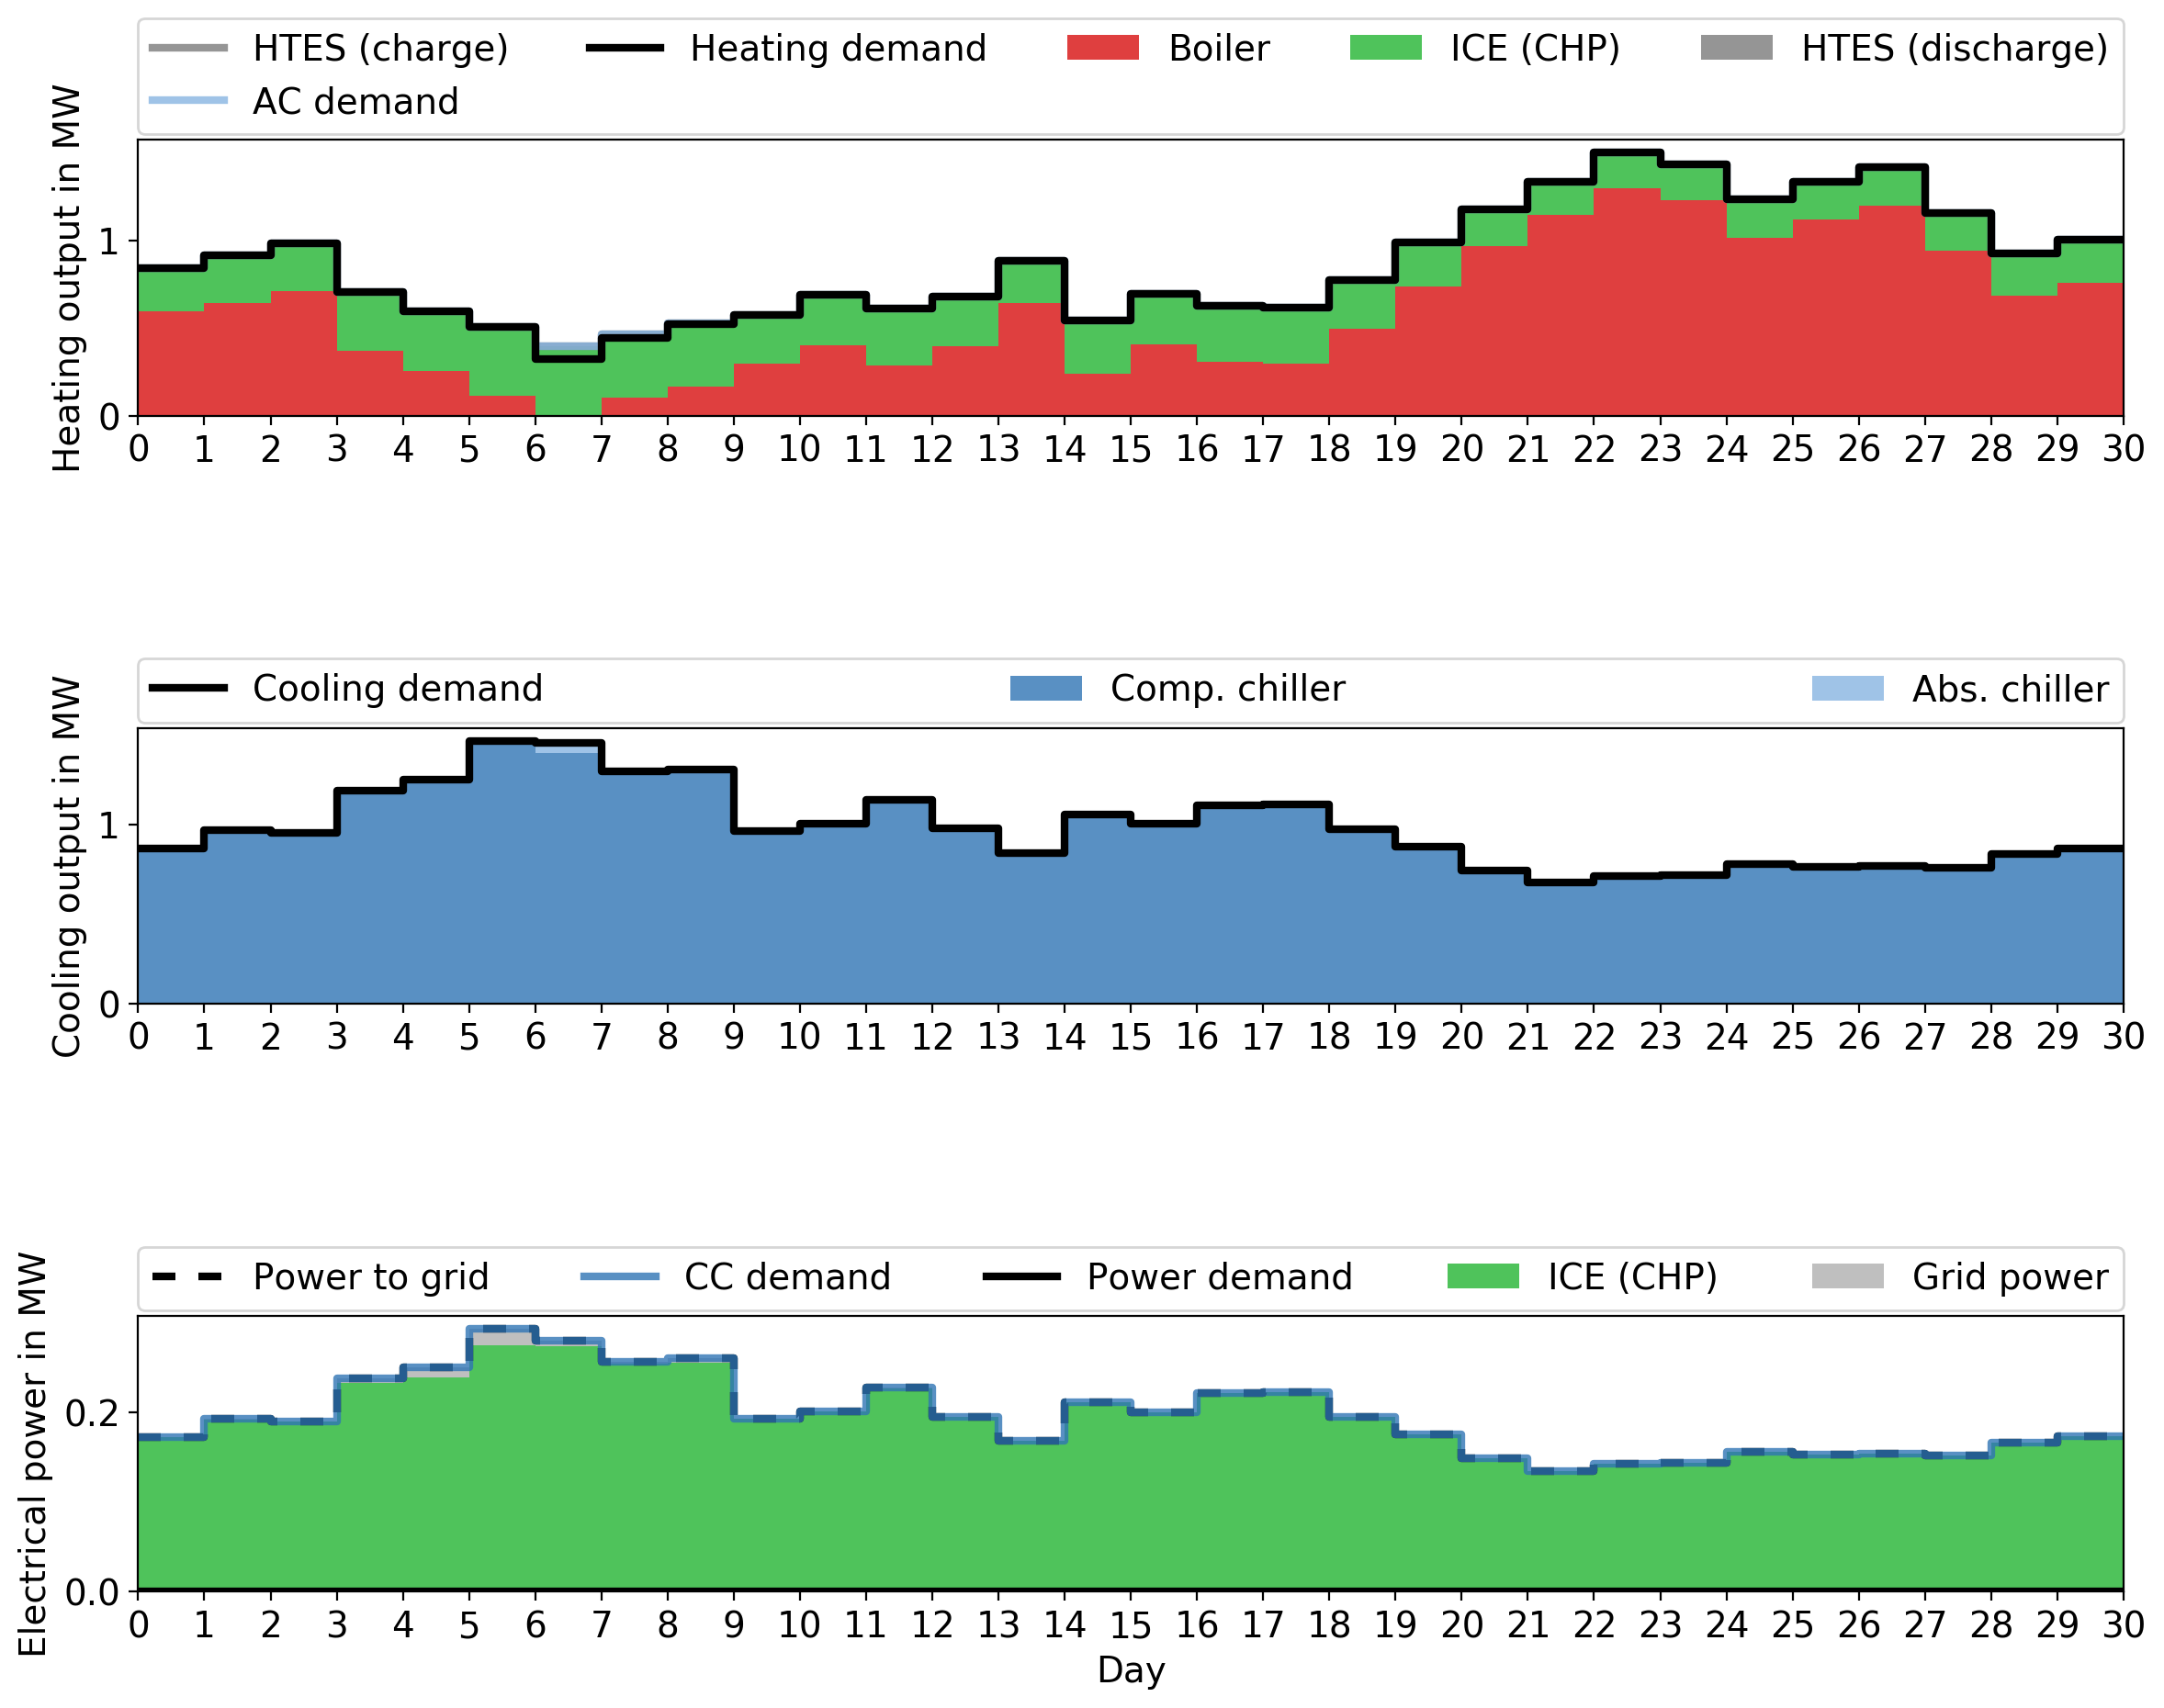 HTES (charge) Heating demand Boiler ICE (CHP) HTES (discharge)
AC demand
Heating output in MW
1
0
0 1 2 3 4 5 6 7 8 9 10 11 12 13 14 15 16 17 18 19 20 21 22 23 24 25 26 27 28 29 30
Cooling demand Comp. chiller Abs. chiller
Cooling output in MW
1
0
0 1 2 3 4 5 6 7 8 9 10 11 12 13 14 15 16 17 18 19 20 21 22 23 24 25 26 27 28 29 30
Power to grid CC demand Power demand ICE (CHP) Grid power
Electrical power in MW
0.2
0.0
0 1 2 3 4 5 6 7 8 9 10 11 12 13 14 15 16 17 18 19 20 21 22 23 24 25 26 27 28 29 30
Day